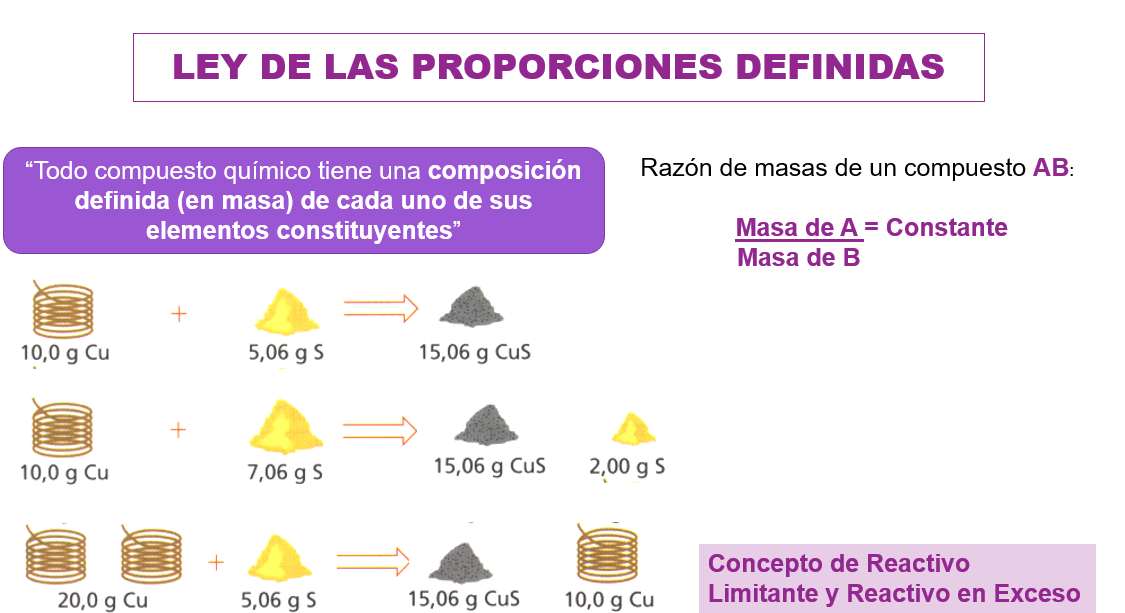 LEY DE LAS PROPORCIONES DEFINIDAS
“Todo compuesto químico tiene una composición
definida (en masa) de cada uno de sus
elementos constituyentes”
Razón de masas de un compuesto AB:
Masa de A = Constante
Masa de B
+
10,0 g Cu 5,06 g S 15,06 g CuS
+
10,0 g Cu 7,06 g S 15,06 g CuS 2,00 g S
+
20,0 g Cu 5,06 g S 15,06 g CuS 10,0 g Cu
Concepto de Reactivo
Limitante y Reactivo en Exceso